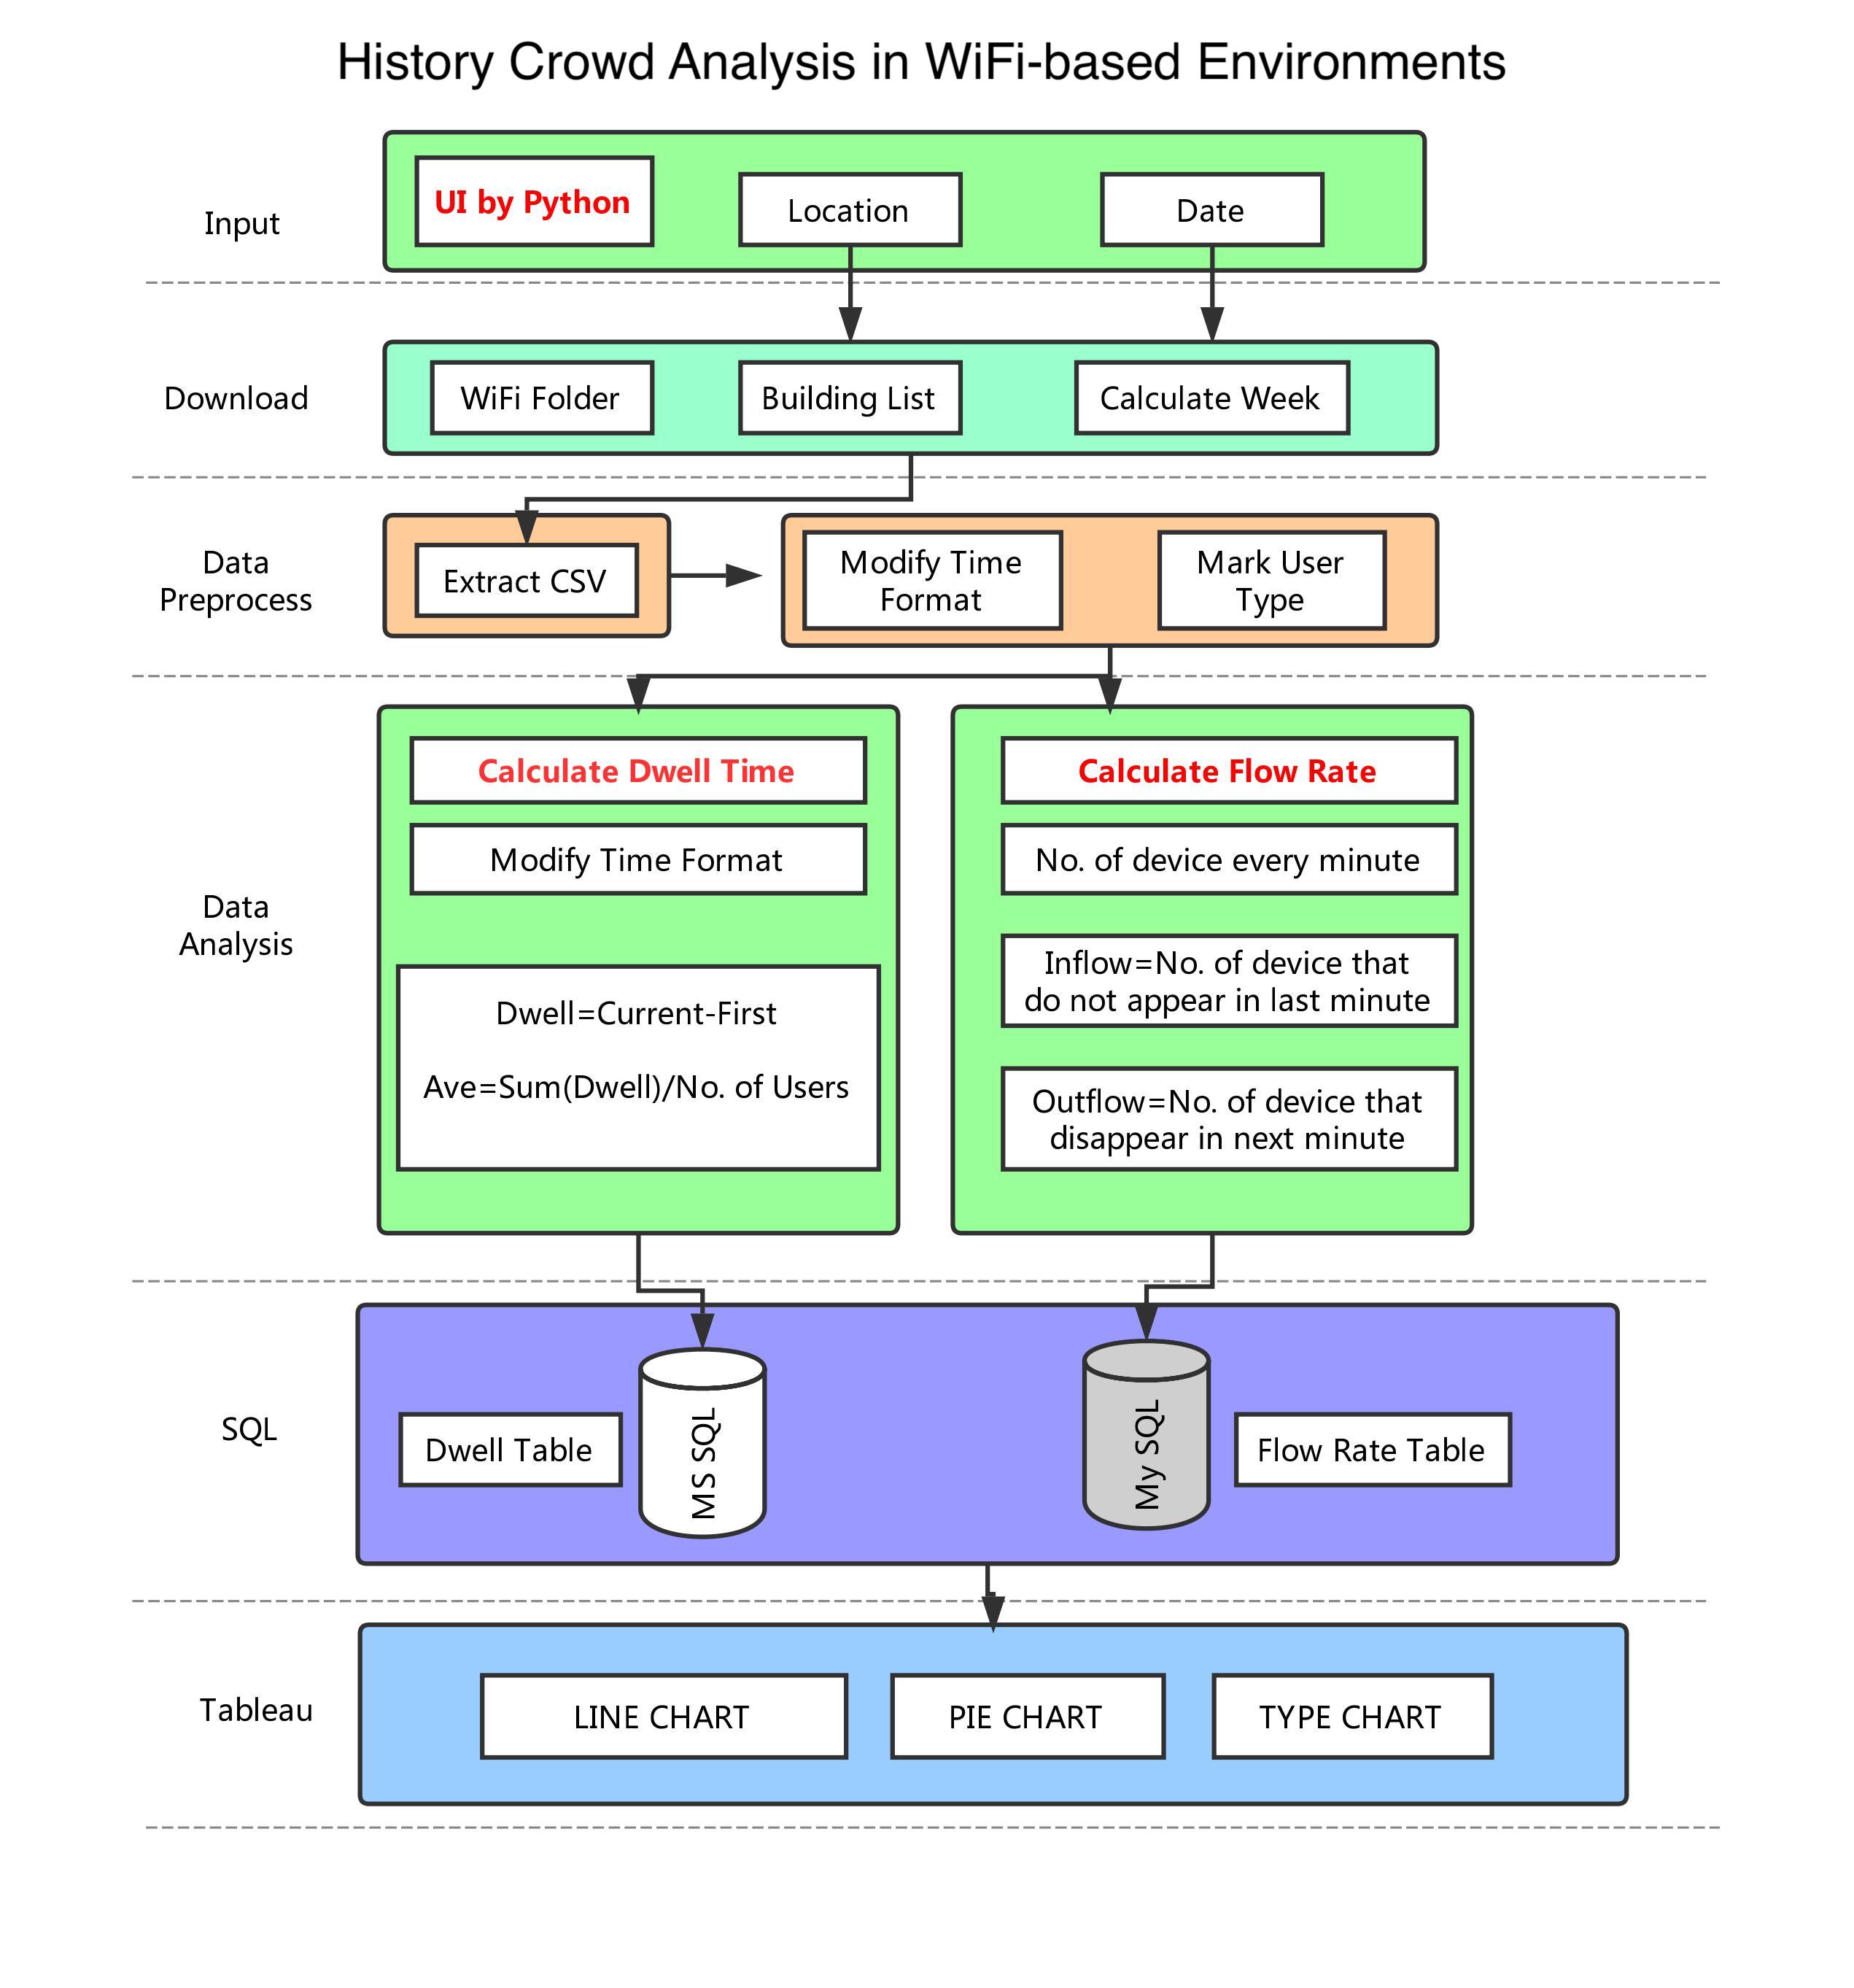 History Crowd Analysis in WiFi-based Environments
Input
UI by Python
Location
Date
Download
WiFi Folder
Building List
Calculate Week
Data
Preprocess
Extract CSV
Modify Time
Format
Mark User
Type
Data
Analysis
Calculate Dwell Time
Modify Time Format
Dwell=Current-First
Ave=Sum(Dwell)/No. of Users
Calculate Flow Rate
No. of device every minute
Inflow=No. of device that
do not appear in last minute
Outflow=No. of device that
disappear in next minute
SQL
Dwell Table
MS SQL
My SQL
Flow Rate Table
Tableau
LINE CHART
PIE CHART
TYPE CHART